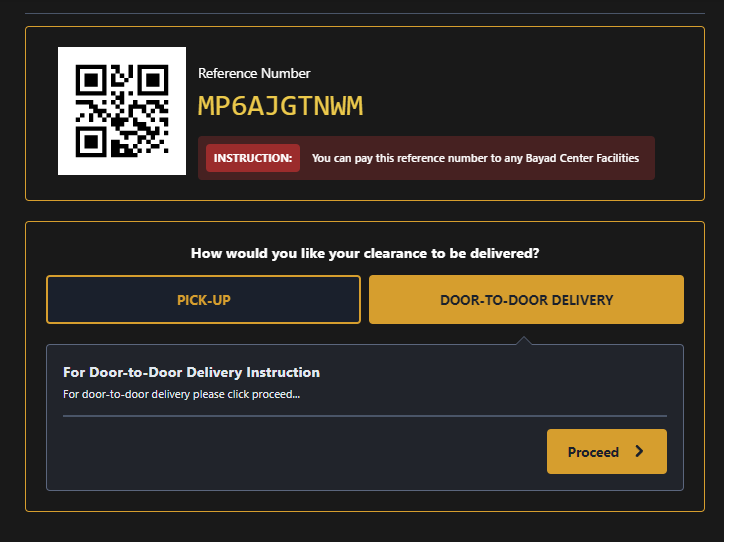 Reference Number
MP6AJGTNWM
INSTRUCTION: You can pay this reference number to any Bayad Center Facilities
How would you like your clearance to be delivered?
PICK-UP
DOOR-TO-DOOR DELIVERY
For Door-to-Door Delivery Instruction
For door-to-door delivery please click proceed...
Proceed